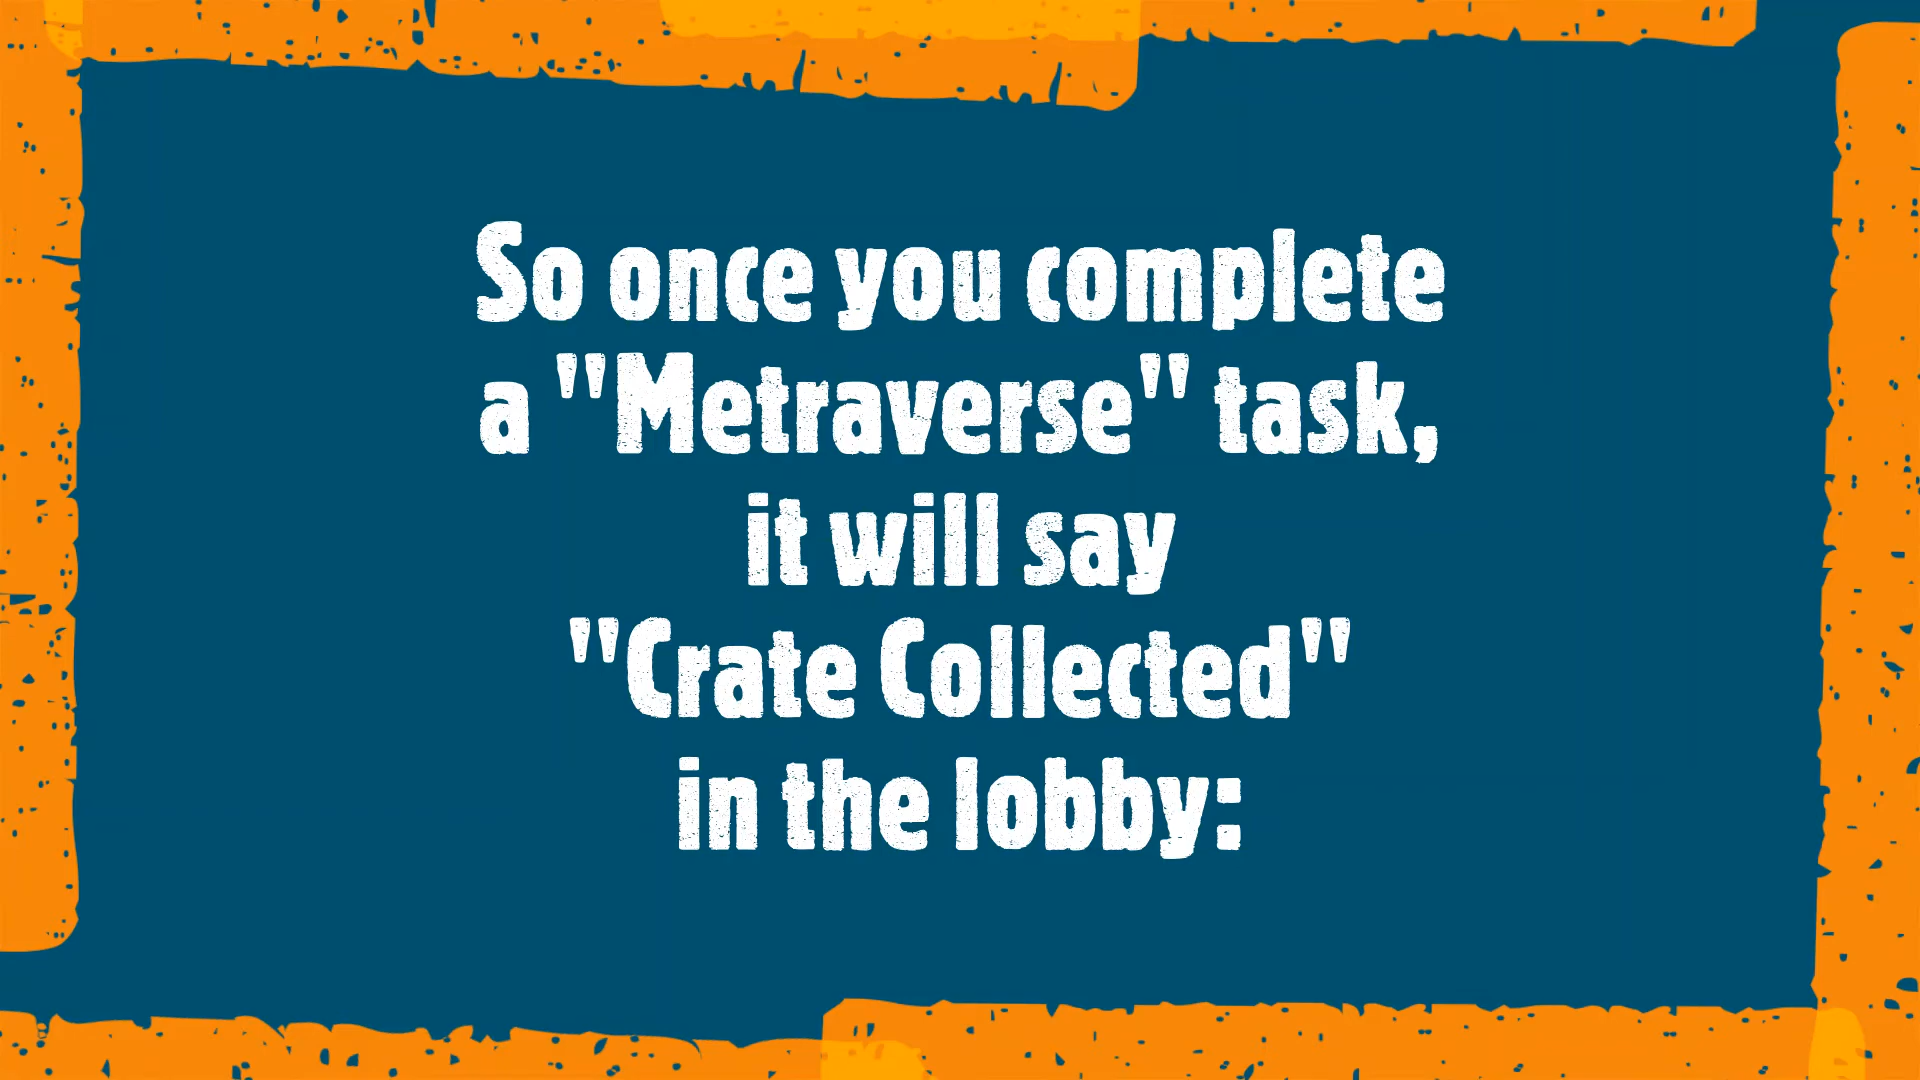 So once you complete
a "Metraverse" task,
it will say
"Crate Collected"
in the lobby: